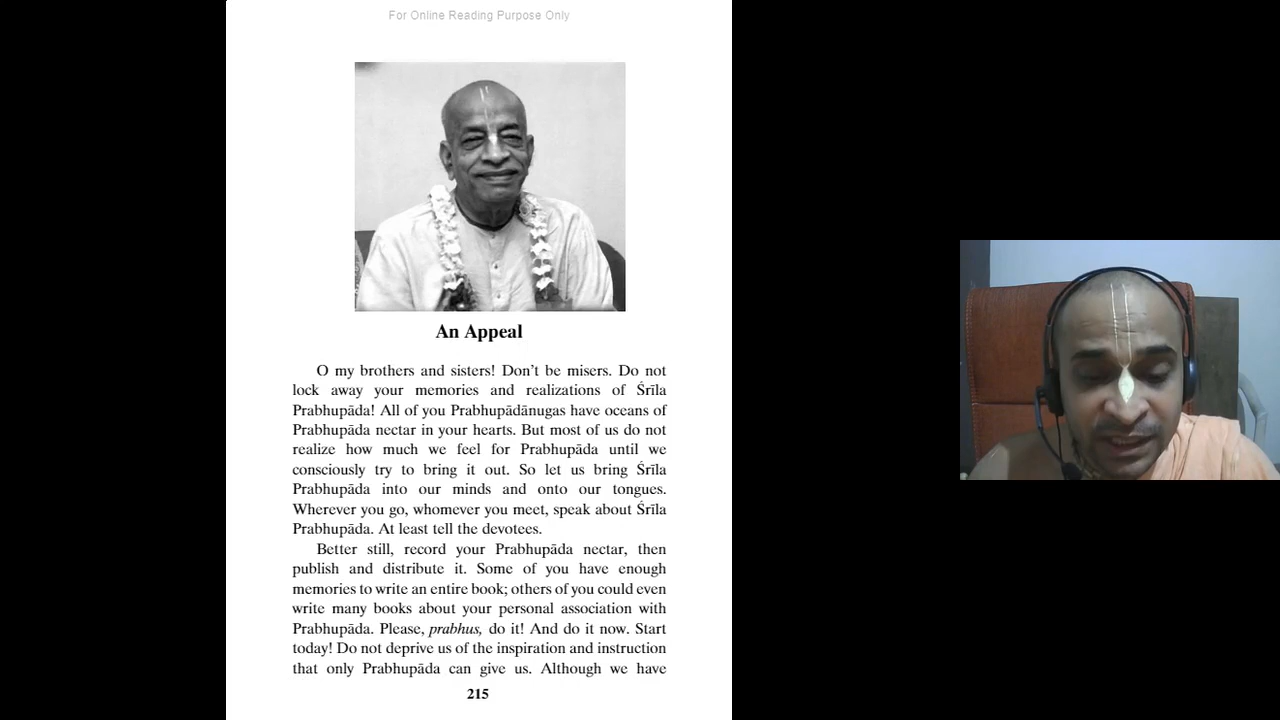 For Online Reading Purpose Only
An Appeal
O my brothers and sisters! Don’t be misers. Do not
lock away your memories and realizations of Śrīla
Prabhupāda! All of you Prabhupādānugas have oceans of
Prabhupāda nectar in your hearts. But most of us do not
realize how much we feel for Prabhupāda until we
consciously try to bring it out. So let us bring Śrīla
Prabhupāda into our minds and onto our tongues.
Wherever you go, whomever you meet, speak about Śrīla
Prabhupāda. At least tell the devotees.
Better still, record your Prabhupāda nectar, then
publish and distribute it. Some of you have enough
memories to write an entire book; others of you could even
write many books about your personal association with
Prabhupāda. Please, prabhus, do it! And do it now. Start
today! Do not deprive us of the inspiration and instruction
that only Prabhupāda can give us. Although we have
215